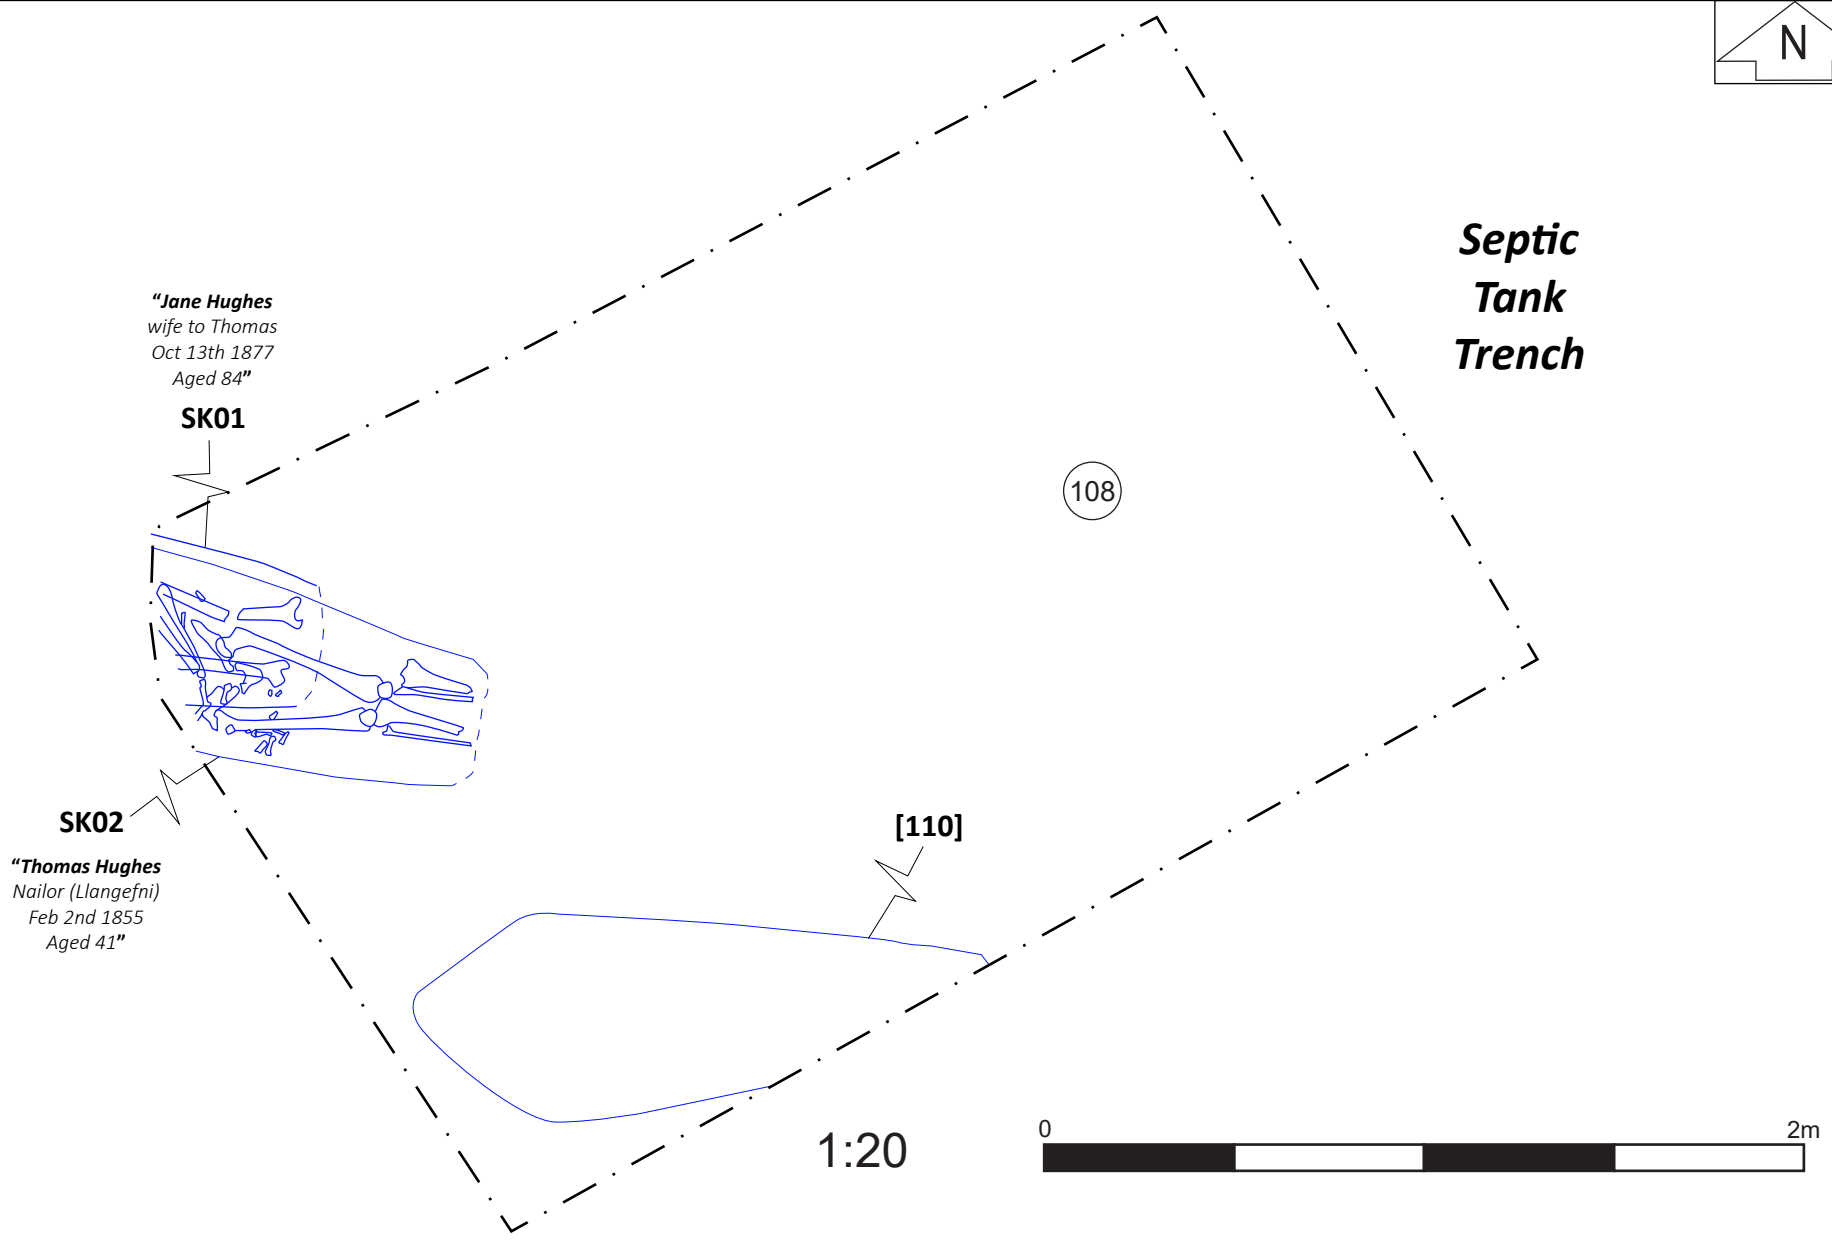 N
Septic
Tank
Trench
“Jane Hughes
wife to Thomas
Oct 13th 1877
Aged 84”
SK01
108
SK02
“Thomas Hughes
Nailor (Llangefni)
Feb 2nd 1855
Aged 41”
[110]
1:20
0
2m